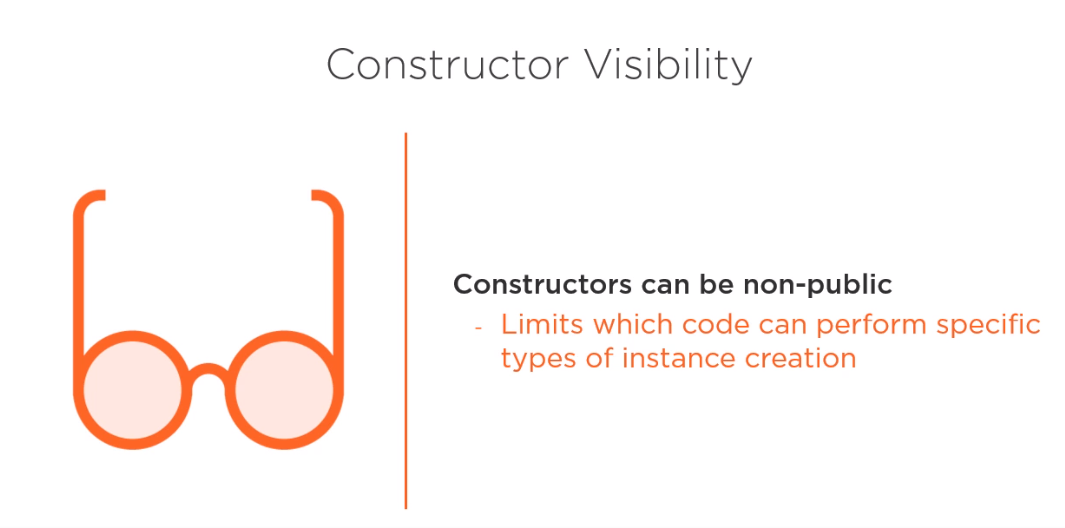 Constructor Visibility
Constructors can be non-public
- Limits which code can perform specific
types of instance creation